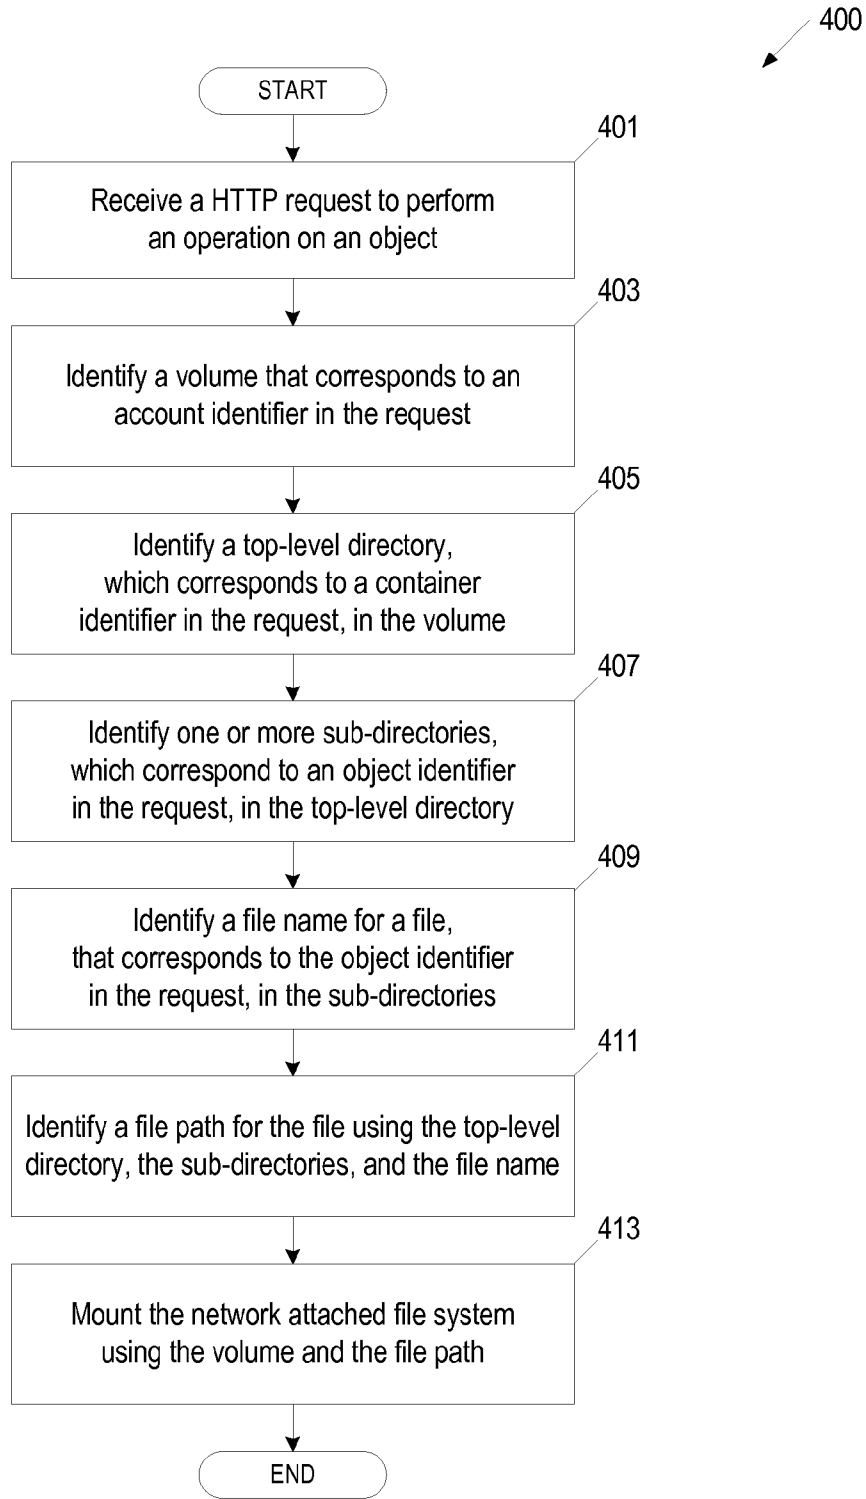 400
START
401
Receive a HTTP request to perform
an operation on an object
403
Identify a volume that corresponds to an
account identifier in the request
405
Identify a top-level directory,
which corresponds to a container
identifier in the request, in the volume
407
Identify one or more sub-directories,
which correspond to an object identifier
in the request, in the top-level directory
409
Identify a file name for a file,
that corresponds to the object identifier
in the request, in the sub-directories
411
Identify a file path for the file using the top-level
directory, the sub-directories, and the file name
413
Mount the network attached file system
using the volume and the file path
END